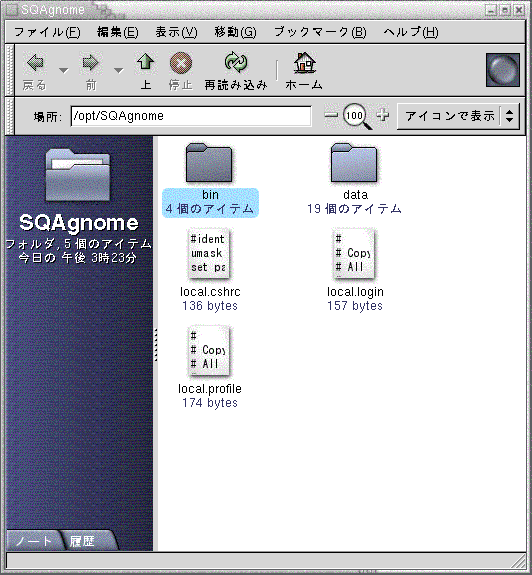 SQAgnome
ファイル(F) 編集(E) 表示(V) 移動(G) ブックマーク(B) ヘルプ(H)
戻る 前 上 停止 再読み込み ホーム
場所: /opt/SQAgnome 100 アイコンで表示
SQAgnome
フォルダ, 5 個のアイテム
今日の 午後 3時23分
bin
4 個のアイテム
data
19 個のアイテム
#ident
umask
set pa
local.cshrc
136 bytes
#
# Copy
# All
local.login
157 bytes
#
# Copy
# All
local.profile
174 bytes
ノート 履歴